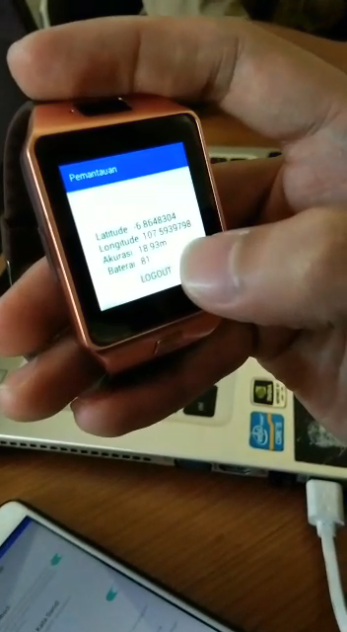 Pemantauan
Latitude :-6.8648304
Longitude :107.5939798
Akurasi : 18.93m
Baterai : 81
LOGOUT